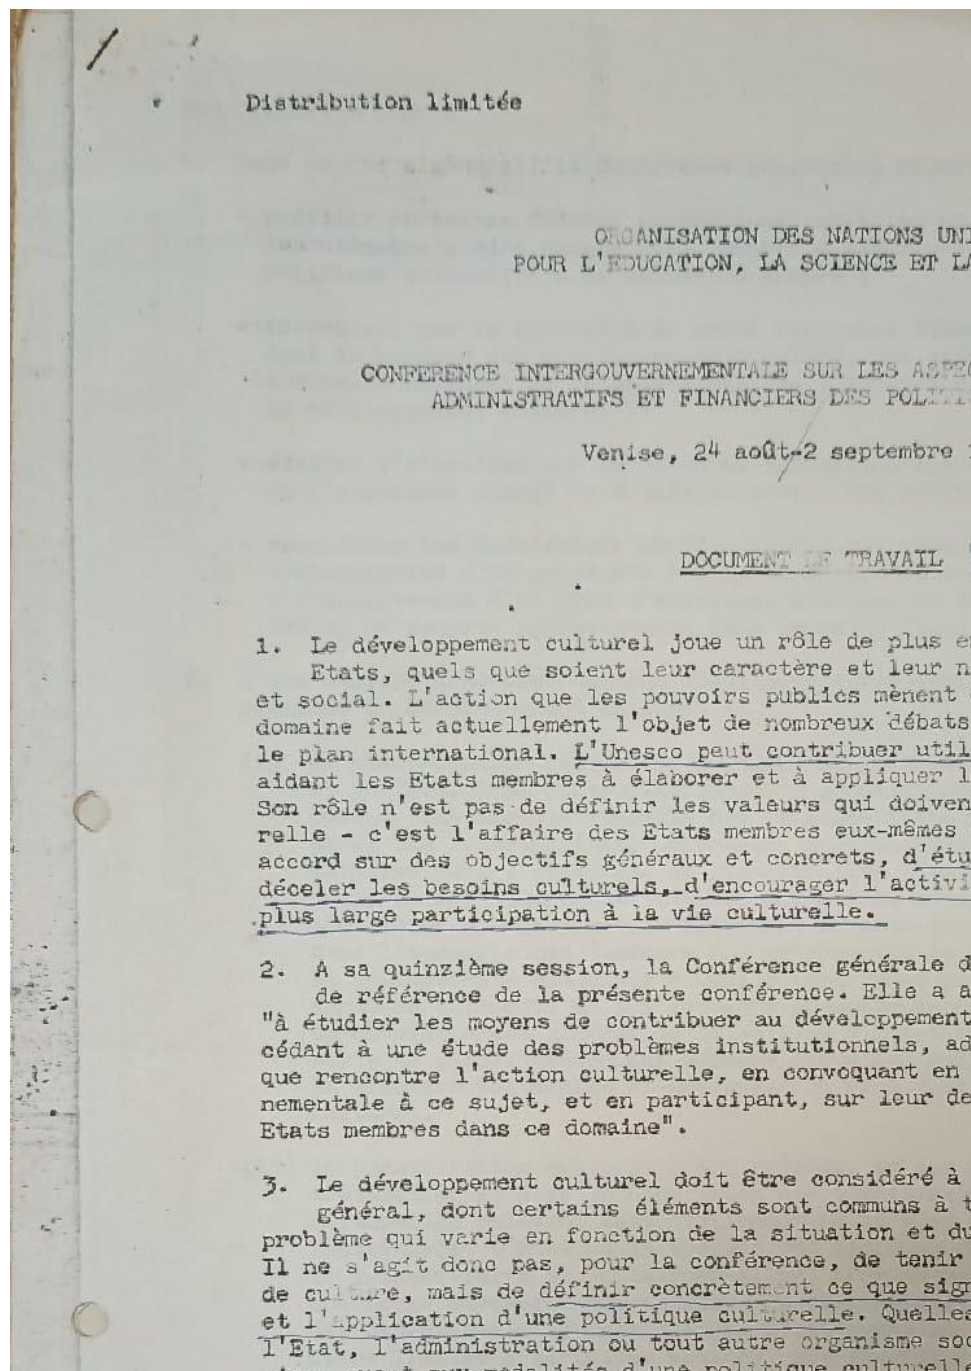 Distribution limitée
ORGANISATION DES NATIONS UNI
POUR L'EDUCATION, LA SCIENCE ET LA
CONFERENCE INTERGOUVERNEMENTALE SUR LES ASPEC
ADMINISTRATIFS ET FINANCIERS DES POLITI
Venise, 24 août-2 septembre 1
DOCUMENT DE TRAVAIL
1. Le développement culturel joue un rôle de plus e
Etats, quels que soient leur caractère et leur n
et social. L'action que les pouvoirs publics mènent
domaine fait actuellement l'objet de nombreux débats
le plan international. L'Unesco peut contribuer util
aidant les Etats membres à élaborer et à appliquer l
Son rôle n'est pas de définir les valeurs qui doiven
relle - c'est l'affaire des Etats membres eux-mêmes
accord sur des objectifs généraux et concrets, d'étu
déceler les besoins culturels, d'encourager l'activi
plus large participation à la vie culturelle.
2. A sa quinzième session, la Conférence générale d
de référence de la présente conférence. Elle a a
"à étudier les moyens de contribuer au développement
cédant à une étude des problèmes institutionnels, ad
que rencontre l'action culturelle, en convoquant en
nementale à ce sujet, et en participant, sur leur de
Etats membres dans ce domaine".
3. Le développement culturel doit être considéré à
général, dont certains éléments sont communs à t
problème qui varie en fonction de la situation et du
Il ne s'agit donc pas, pour la conférence, de tenir
de culture, mais de définir concrètement ce que sign
et l'application d'une politique culturelle. Quelles
l'Etat, l'administration ou tout autre organisme soc
aux modalités d'une politique culturell